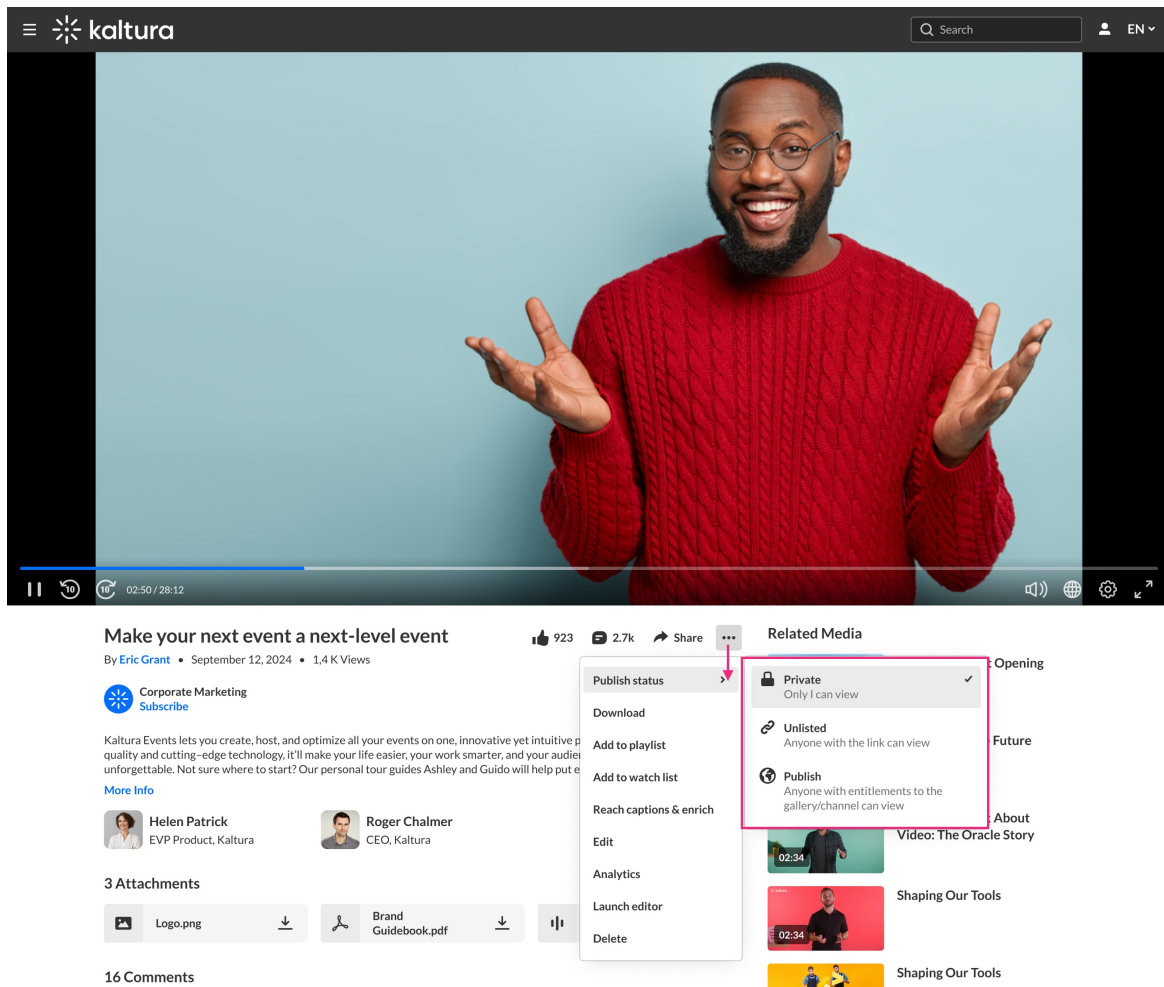 kaltura
Search
EN
10
10
02:50 / 28:12
Make your next event a next-level event
923
2.7k
Share
By Eric Grant • September 12, 2024 • 1,4 K Views
Corporate Marketing
Subscribe
Kaltura Events lets you create, host, and optimize all your events on one, innovative yet intuitive p
quality and cutting-edge technology, it'll make your life easier, your work smarter, and your audie
unforgettable. Not sure where to start? Our personal tour guides Ashley and Guido will help put e
More Info
Helen Patrick
EVP Product, Kaltura
Roger Chalmer
CEO, Kaltura
3 Attachments
Logo.png
Brand
Guidebook.pdf
16 Comments
Publish status
Download
Add to playlist
Add to watch list
Reach captions & enrich
Edit
Analytics
Launch editor
Delete
Private
Only I can view
Unlisted
Anyone with the link can view
Publish
Anyone with entitlements to the
gallery/channel can view
Related Media
Opening
Future
About
Video: The Oracle Story
02:34
Shaping Our Tools
02:34
Shaping Our Tools